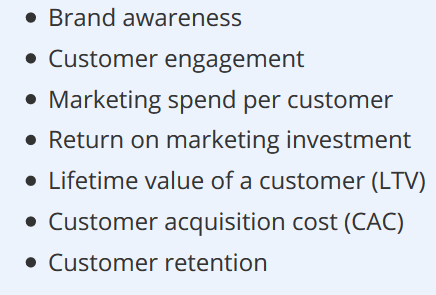 • Brand awareness
• Customer engagement
• Marketing spend per customer
• Return on marketing investment
• Lifetime value of a customer (LTV)
• Customer acquisition cost (CAC)
• Customer retention